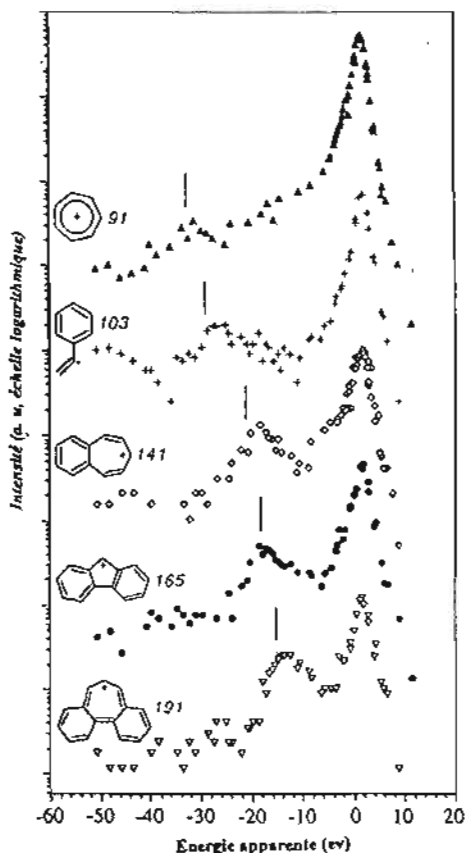 Intensité (a. u, échelle logarithmique)
91
103
141
165
191
-60 -50 -40 -30 -20 -10 0 10 20
Energie apparente (ev)